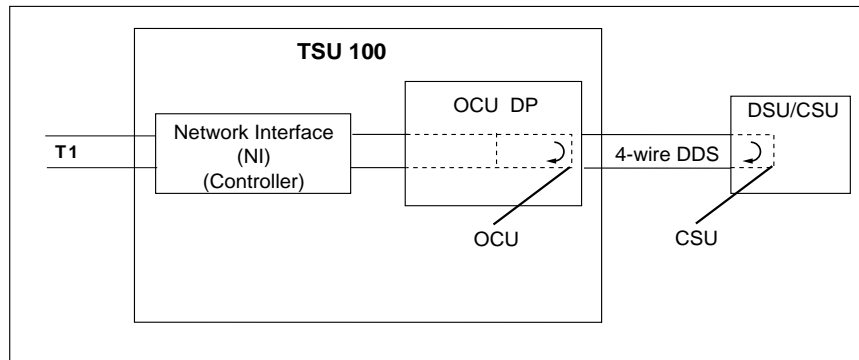 TSU 100
OCU DP
DSU/CSU
T1
Network Interface
(NI)
(Controller)
4-wire DDS
OCU
CSU